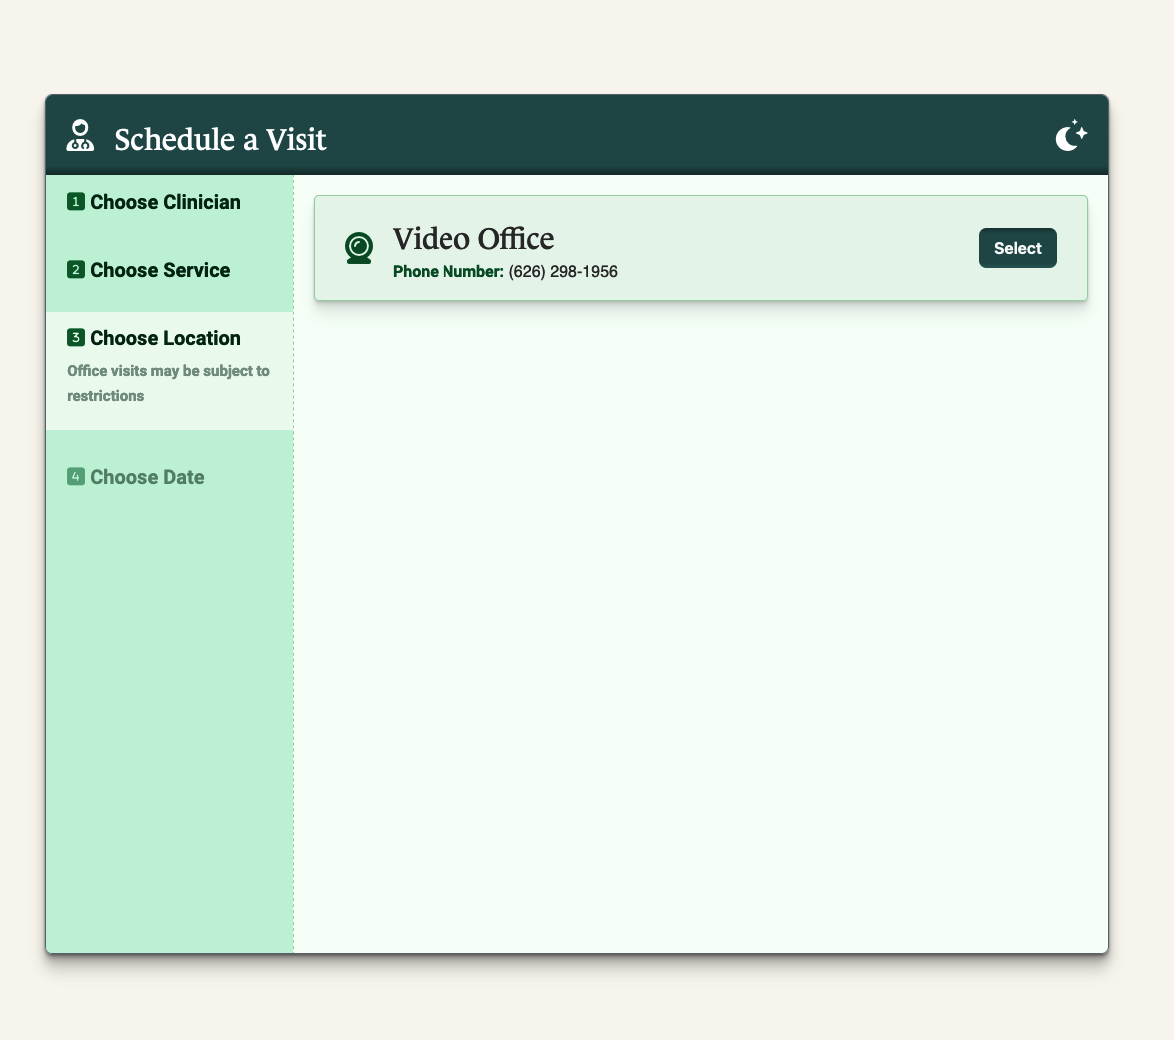 Schedule a Visit
1 Choose Clinician
2 Choose Service
3 Choose Location
Office visits may be subject to
restrictions
4 Choose Date
Video Office
Phone Number: (626) 298-1956
Select